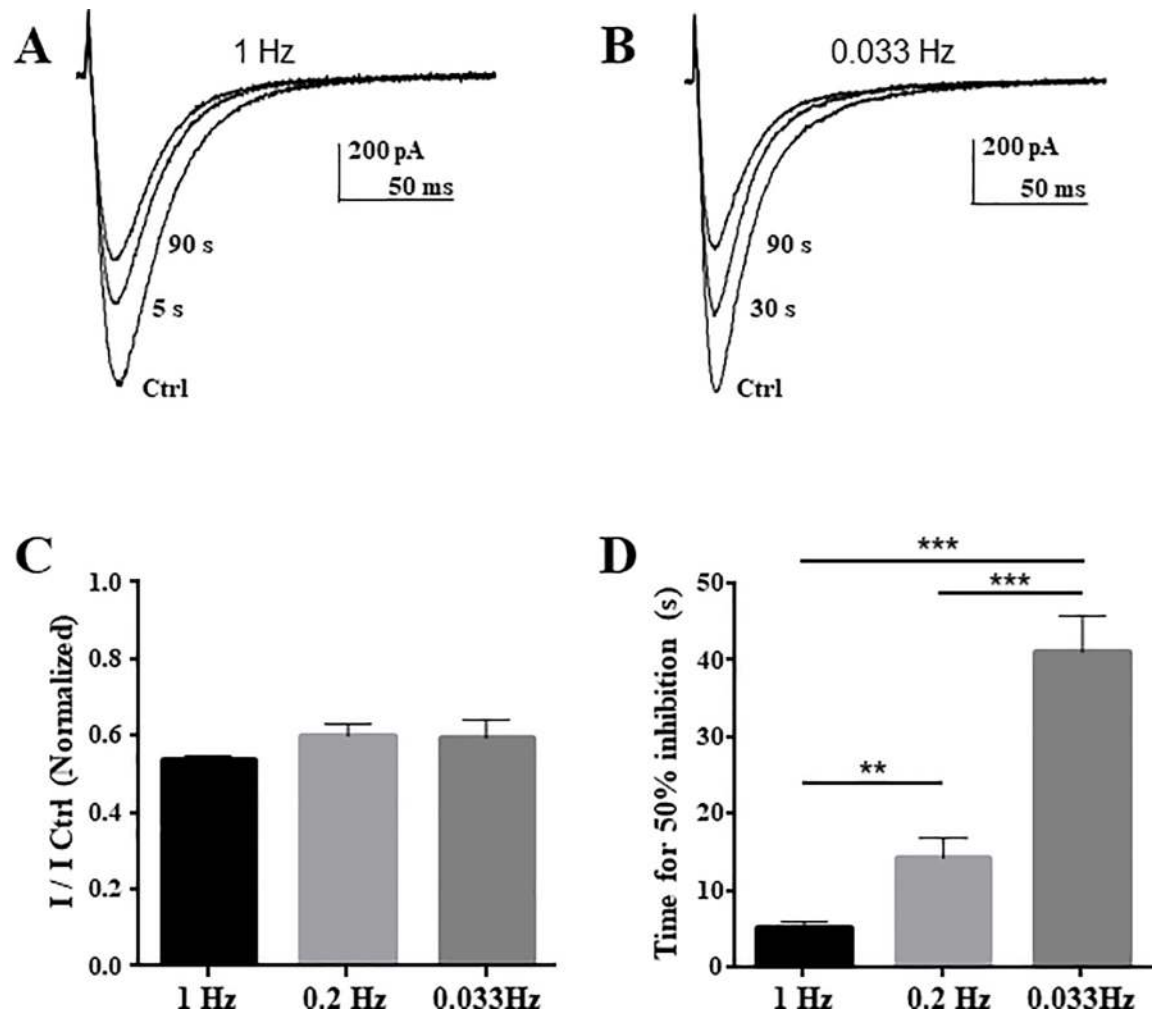 A
1 Hz
200 pA
50 ms
90 s
5 s
Ctrl
B
0.033 Hz
200 pA
50 ms
90 s
30 s
Ctrl
C
I / I Ctrl (Normalized)
1.0
0.8
0.6
0.4
0.2
0.0
1 Hz
0.2 Hz
0.033Hz
D
Time for 50% inhibition (s)
50
40
30
20
10
0
***
***
**
1 Hz
0.2 Hz
0.033Hz